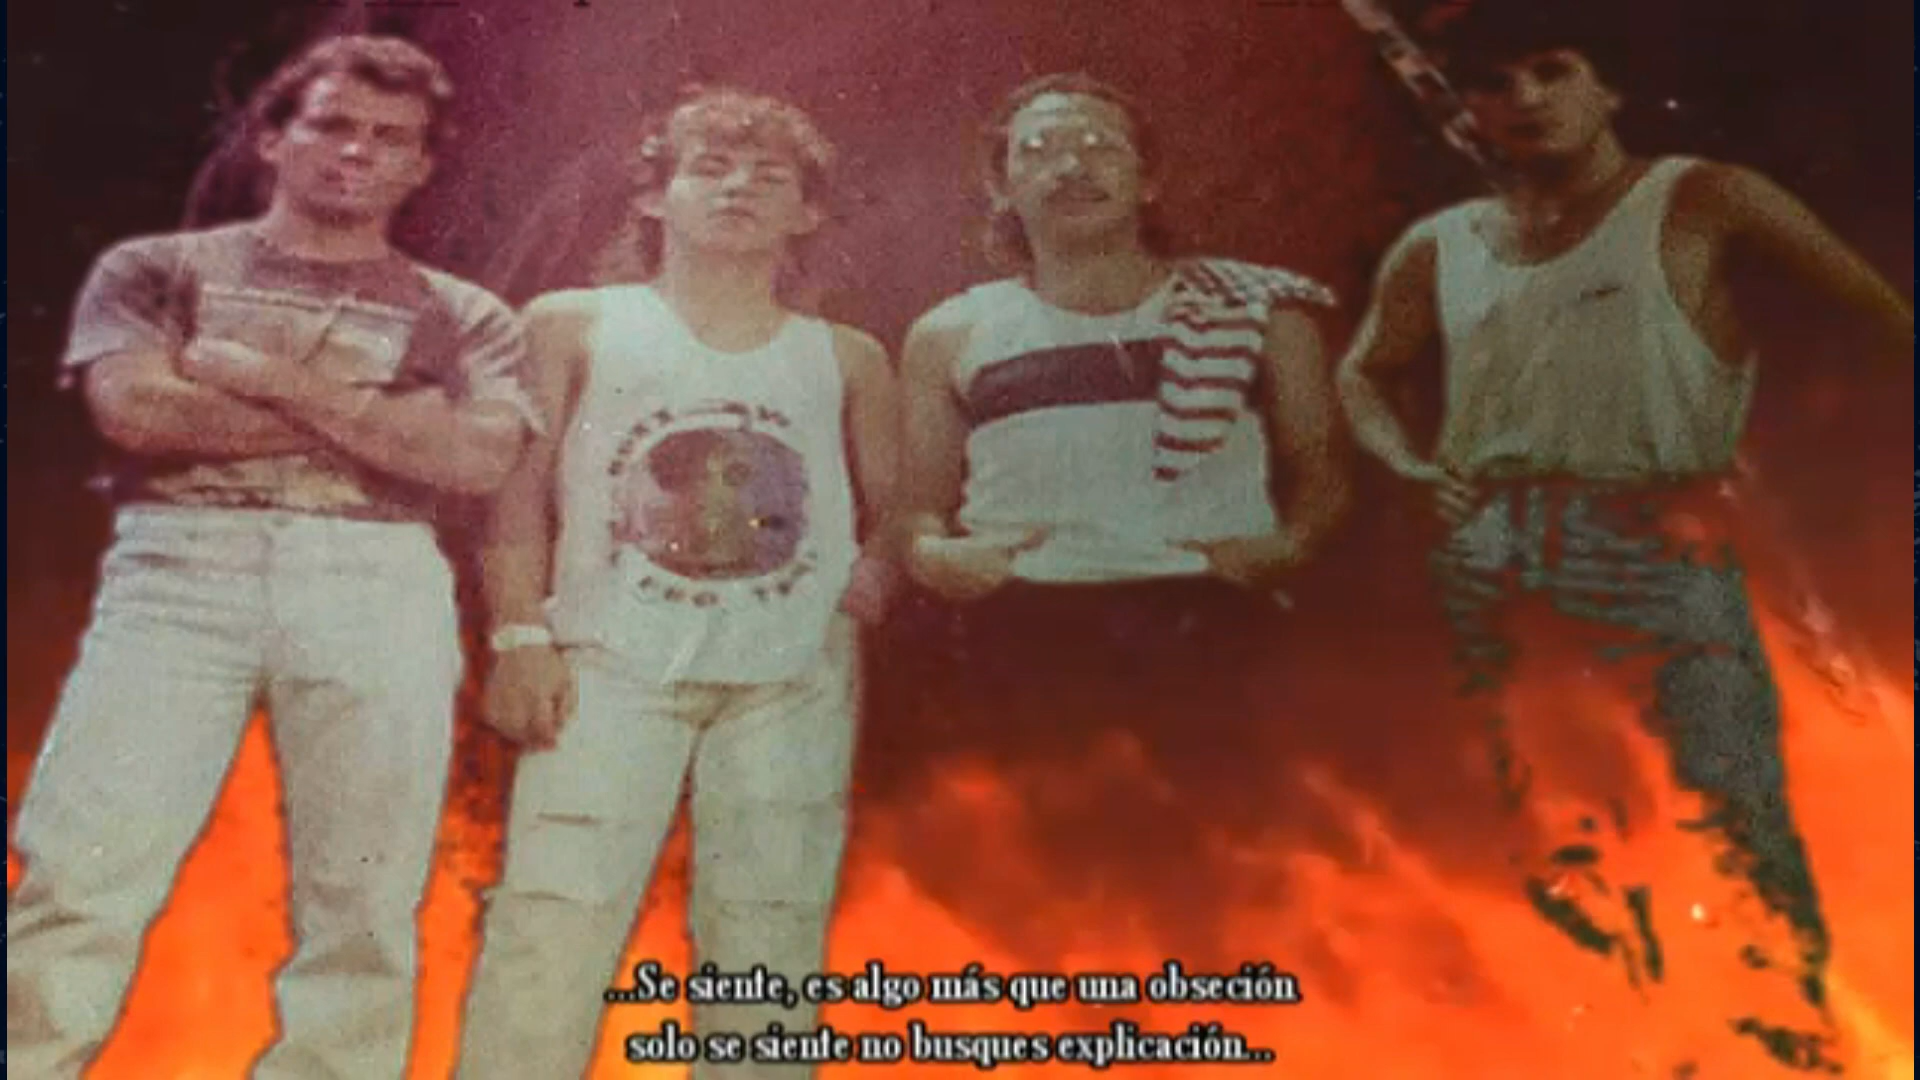 ...Se siente, es algo más que una obseción
solo se siente no busques explicación...